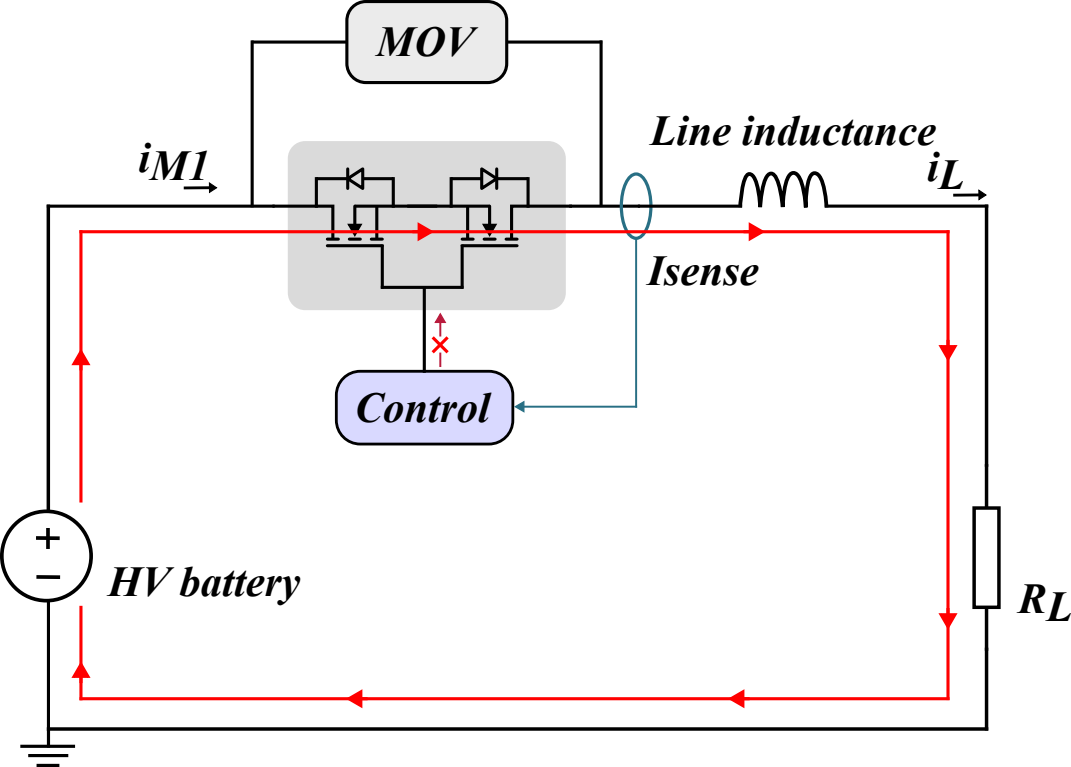 MOV
Line inductance
iM1
iL
Isense
Control
+
−
HV battery
RL